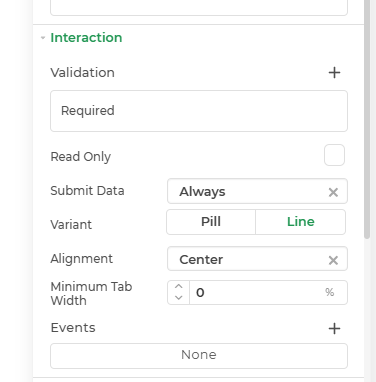 Interaction
Validation
Required
Read Only
Submit Data Always
Variant Pill Line
Alignment Center
Minimum Tab
Width 0 %
Events
None